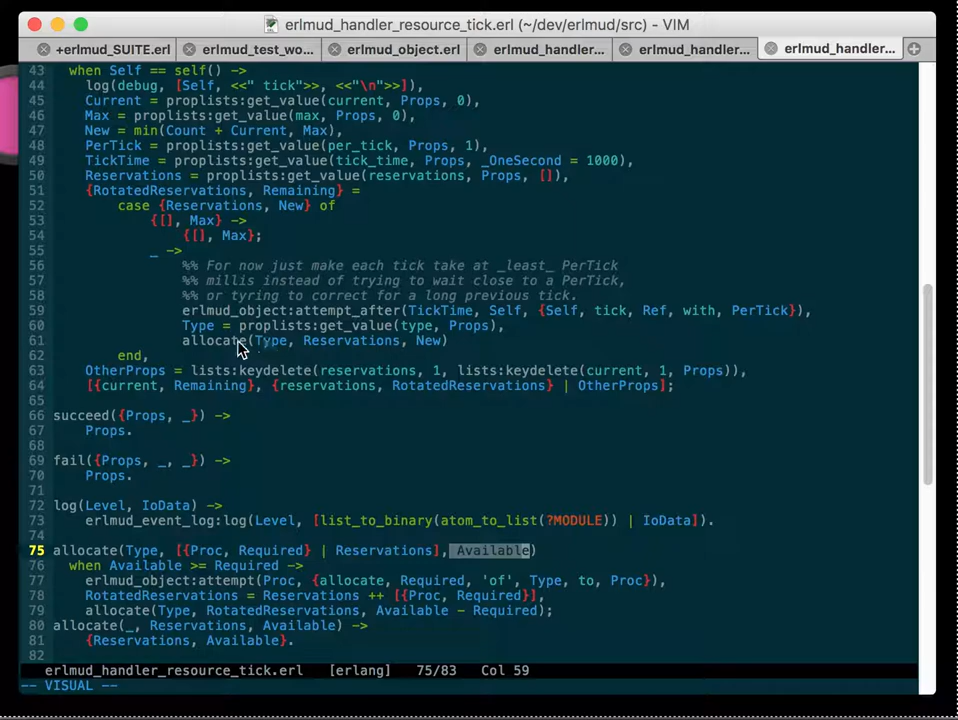 erlmud_handler_resource_tick.erl (~/dev/erlmud/src) - VIM
+erlmud_SUITE.erl erlmud_test_wo... erlmud_object.erl erlmud_handler... erlmud_handler... erlmud_handler...
43 when Self == self() ->
44 log(debug, [Self, <<" tick">>, <<"\n">>]),
45 Current = proplists:get_value(current, Props, 0),
46 Max = proplists:get_value(max, Props, 0),
47 New = min(Count + Current, Max),
48 PerTick = proplists:get_value(per_tick, Props, 1),
49 TickTime = proplists:get_value(tick_time, Props, _OneSecond = 1000),
50 Reservations = proplists:get_value(reservations, Props, []),
51 {RotatedReservations, Remaining} =
52 case {Reservations, New} of
53 {[], Max} ->
54 {[], Max};
55 _ ->
56 %% For now just make each tick take at _least_ PerTick
57 %% millis instead of trying to wait close to a PerTick,
58 %% or tyring to correct for a long previous tick.
59 erlmud_object:attempt_after(TickTime, Self, {Self, tick, Ref, with, PerTick}),
60 Type = proplists:get_value(type, Props),
61 allocate(Type, Reservations, New)
62 end,
63 OtherProps = lists:keydelete(reservations, 1, lists:keydelete(current, 1, Props)),
64 [{current, Remaining}, {reservations, RotatedReservations} | OtherProps];
65
66 succeed({Props, _}) ->
67 Props.
68
69 fail({Props, _, _}) ->
70 Props.
71
72 log(Level, IoData) ->
73 erlmud_event_log:log(Level, [list_to_binary(atom_to_list(?MODULE)) | IoData]).
74
75 allocate(Type, [{Proc, Required} | Reservations], Available)
76 when Available >= Required ->
77 erlmud_object:attempt(Proc, {allocate, Required, 'of', Type, to, Proc}),
78 RotatedReservations = Reservations ++ [{Proc, Required}],
79 allocate(Type, RotatedReservations, Available - Required);
80 allocate(_, Reservations, Available) ->
81 {Reservations, Available}.
82
erlmud_handler_resource_tick.erl [erlang] 75/83 Col 59
-- VISUAL --